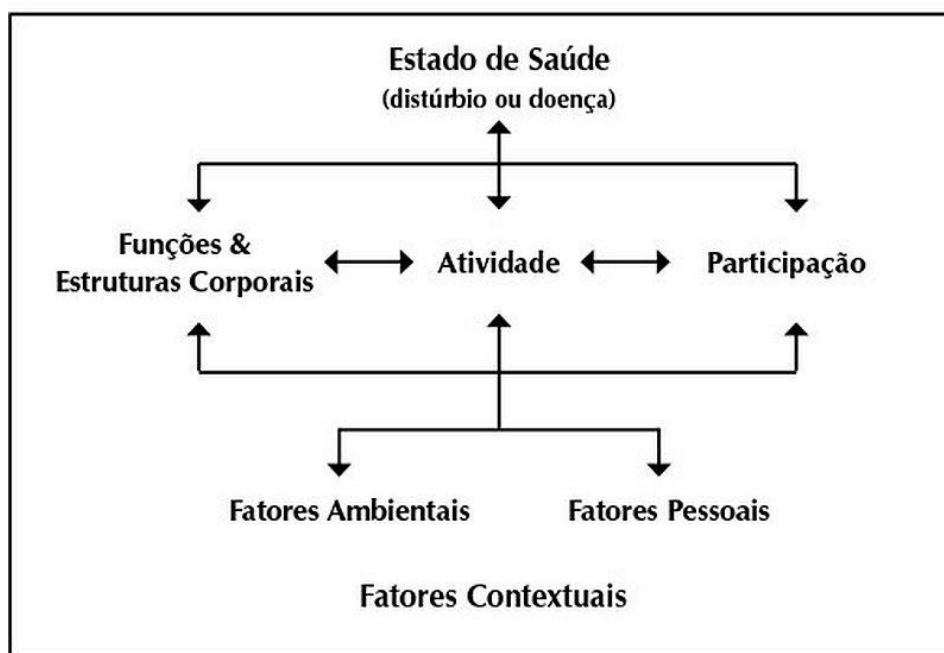 Estado de Saúde
(distúrbio ou doença)
Funções &
Estruturas Corporais
Atividade
Participação
Fatores Ambientais
Fatores Pessoais
Fatores Contextuais